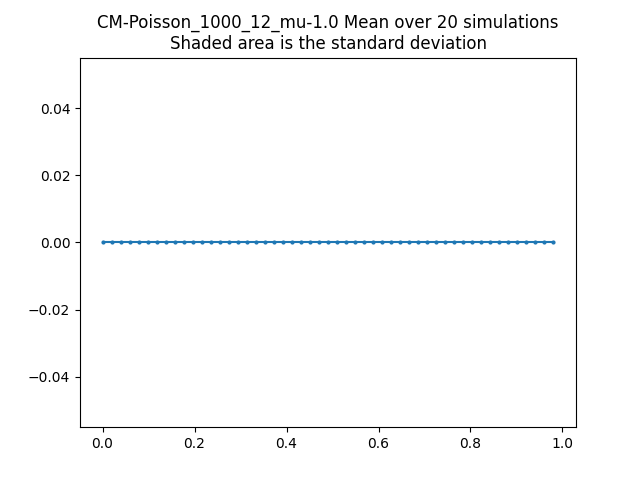 CM-Poisson_1000_12_mu-1.0 Mean over 20 simulations
Shaded area is the standard deviation
0.04
0.02
0.00
−0.02
−0.04
0.0 0.2 0.4 0.6 0.8 1.0